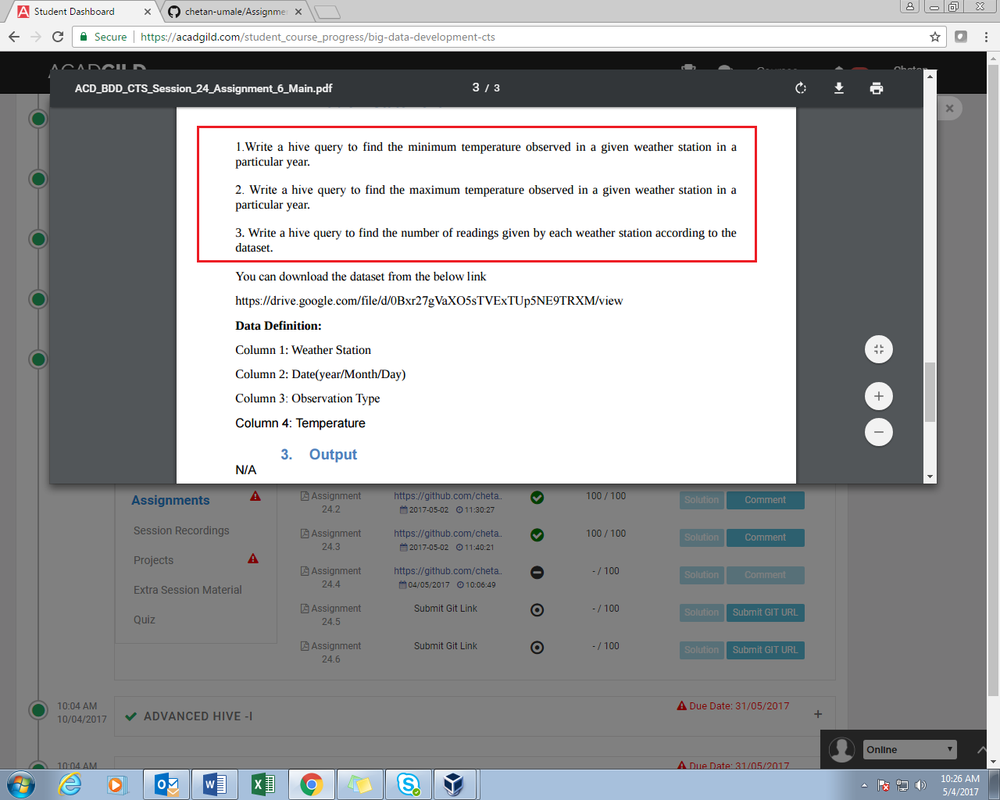 Student Dashboard
chetan-umale/Assignme
Secure
https://acadgild.com/student_course_progress/big-data-development-cts
ACADGILD
ACD_BDD_CTS_Session_24_Assignment_6_Main.pdf
3 / 3
1.Write a hive query to find the minimum temperature observed in a given weather station in a
particular year.
2. Write a hive query to find the maximum temperature observed in a given weather station in a
particular year.
3. Write a hive query to find the number of readings given by each weather station according to the
dataset.
You can download the dataset from the below link
https://drive.google.com/file/d/0Bxr27gVaXO5sTVExTUp5NE9TRXM/view
Data Definition:
Column 1: Weather Station
Column 2: Date(year/Month/Day)
Column 3: Observation Type
Column 4: Temperature
3. Output
N/A
Assignments
Session Recordings
Projects
Extra Session Material
Quiz
Assignment
24.2
https://github.com/cheta..
2017-05-02 11:30:27
100 / 100
Solution
Comment
Assignment
24.3
https://github.com/cheta..
2017-05-02 11:40:21
100 / 100
Solution
Comment
Assignment
24.4
https://github.com/cheta..
04/05/2017 10:06:49
- / 100
Solution
Comment
Assignment
24.5
Submit Git Link
- / 100
Solution
Submit GIT URL
Assignment
24.6
Submit Git Link
- / 100
Solution
Submit GIT URL
10:04 AM
10/04/2017
ADVANCED HIVE -I
Due Date: 31/05/2017
+
10:04 AM
Due Date: 31/05/2017
Online
10:26 AM
5/4/2017